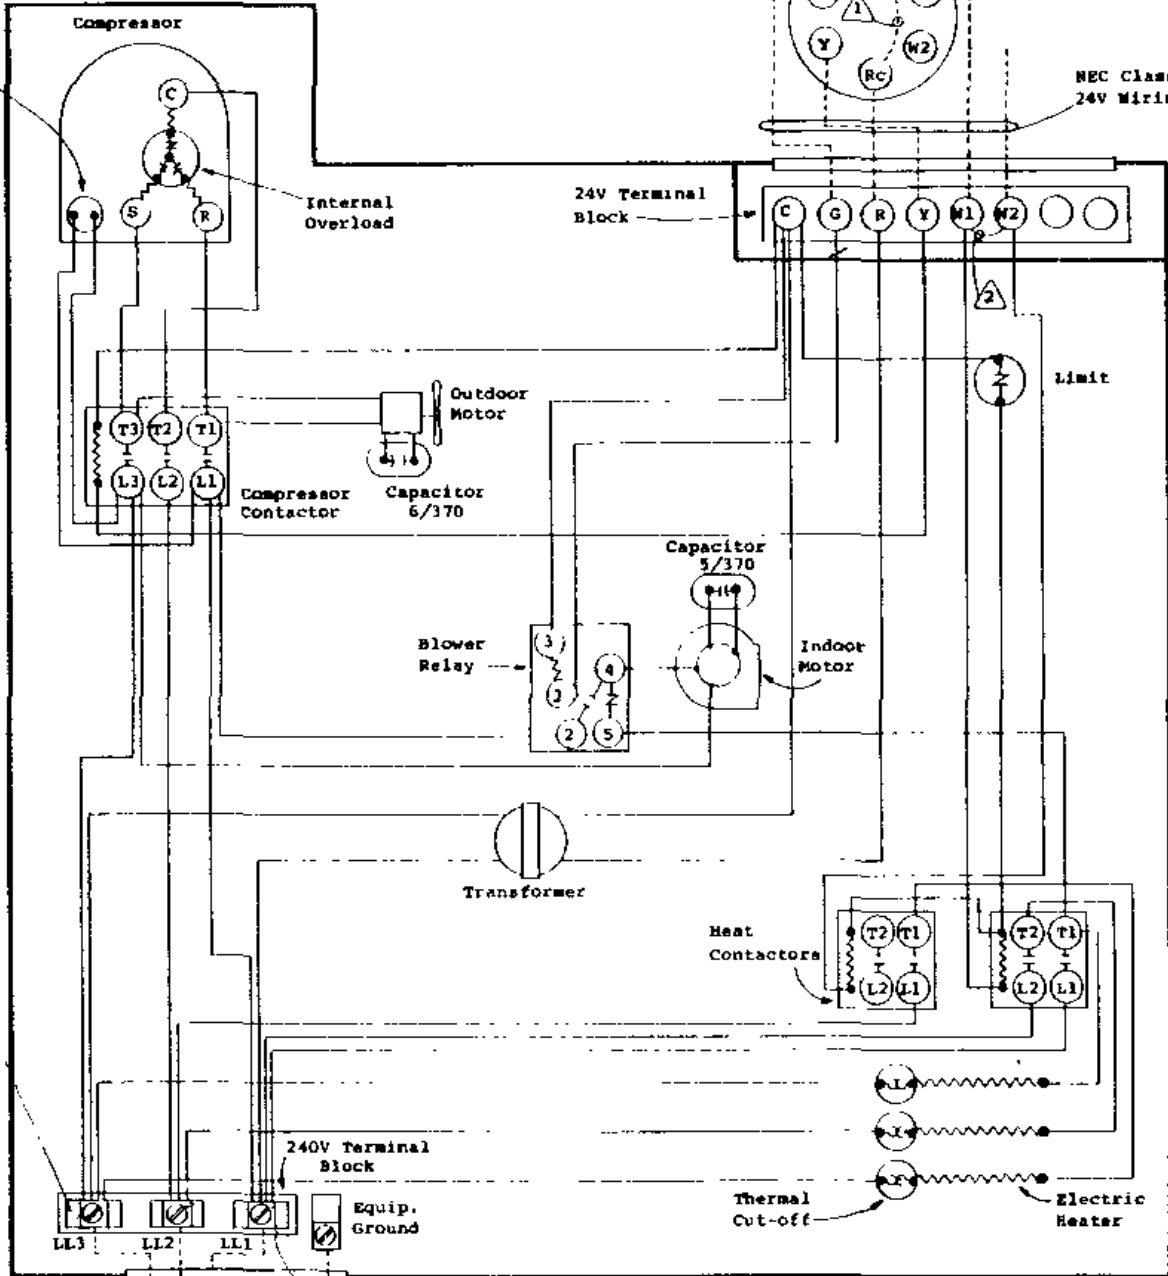 Compressor
1
Y
W2
RC
NEC
24V
C
S
R
Internal
Overload
24V Terminal
Block
C
G
R
Y
W1
W2
2
Limit
Outdoor
Motor
T3
T2
T1
L3
L2
L1
Capacitor
6/370
Compressor
Contactor
Capacitor
5/370
Blower
Relay
3
4
2
5
Indoor
Motor
Transformer
Heat
Contactors
T2
T1
T2
T1
L2
L1
L2
L1
240V Terminal
Block
Equip.
Ground
Thermal
Cut-off
Electric
Heater
LL3
LL2
LL1